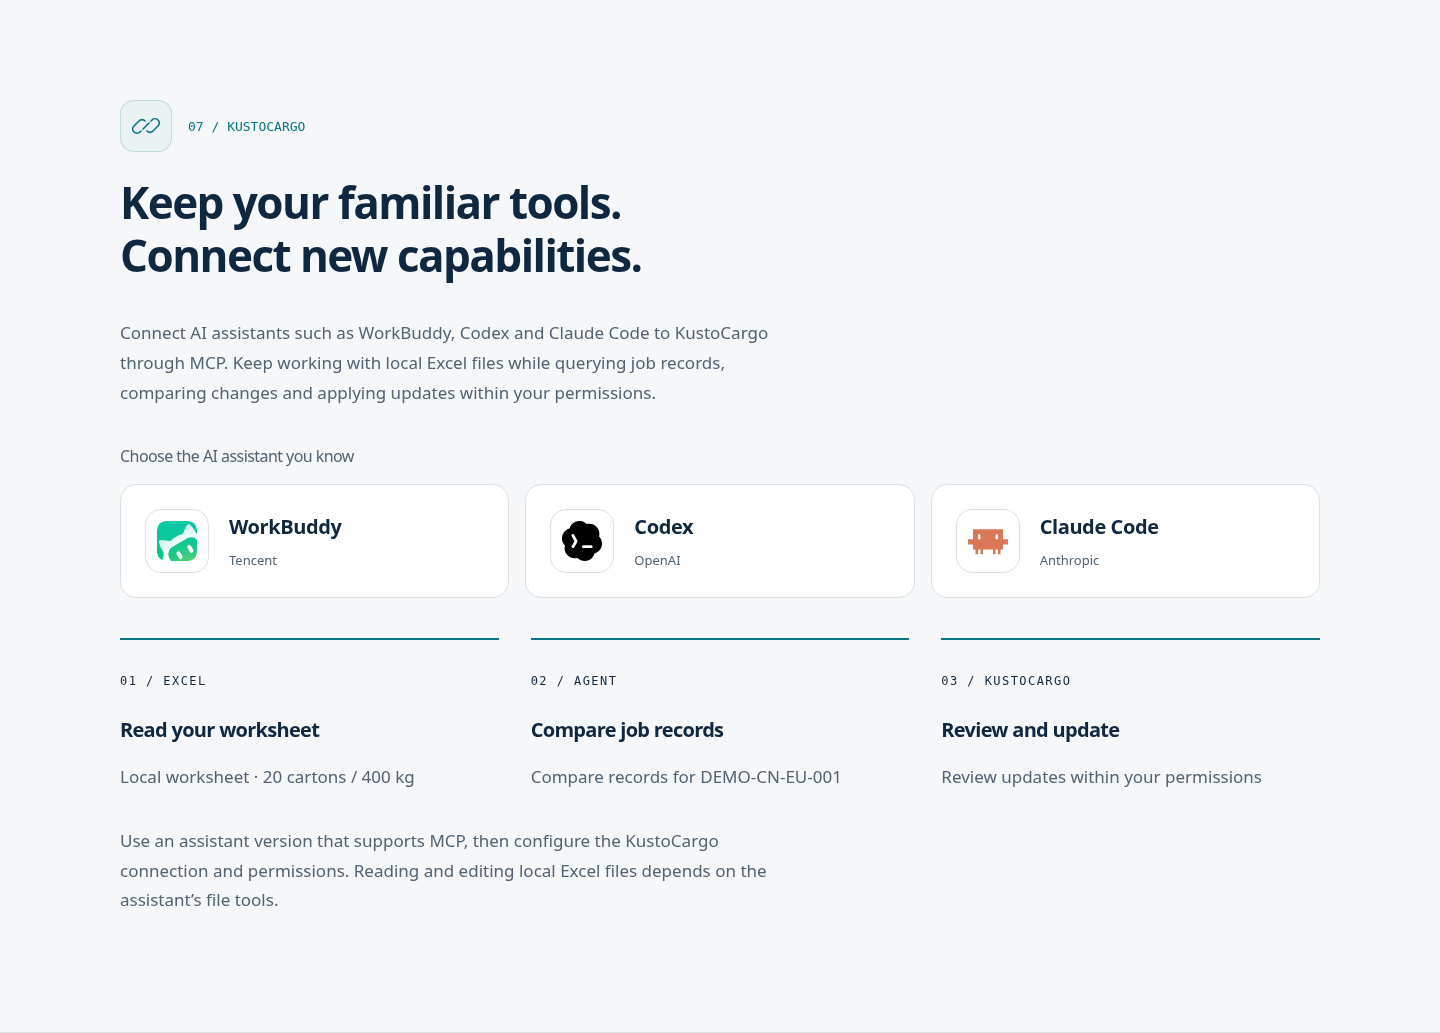 07 / KUSTOCARGO
Keep your familiar tools.
Connect new capabilities.
Connect AI assistants such as WorkBuddy, Codex and Claude Code to KustoCargo
through MCP. Keep working with local Excel files while querying job records,
comparing changes and applying updates within your permissions.
Choose the AI assistant you know
WorkBuddy
Tencent
Codex
OpenAI
Claude Code
Anthropic
01 / EXCEL
Read your worksheet
Local worksheet · 20 cartons / 400 kg
02 / AGENT
Compare job records
Compare records for DEMO-CN-EU-001
03 / KUSTOCARGO
Review and update
Review updates within your permissions
Use an assistant version that supports MCP, then configure the KustoCargo
connection and permissions. Reading and editing local Excel files depends on the
assistant’s file tools.